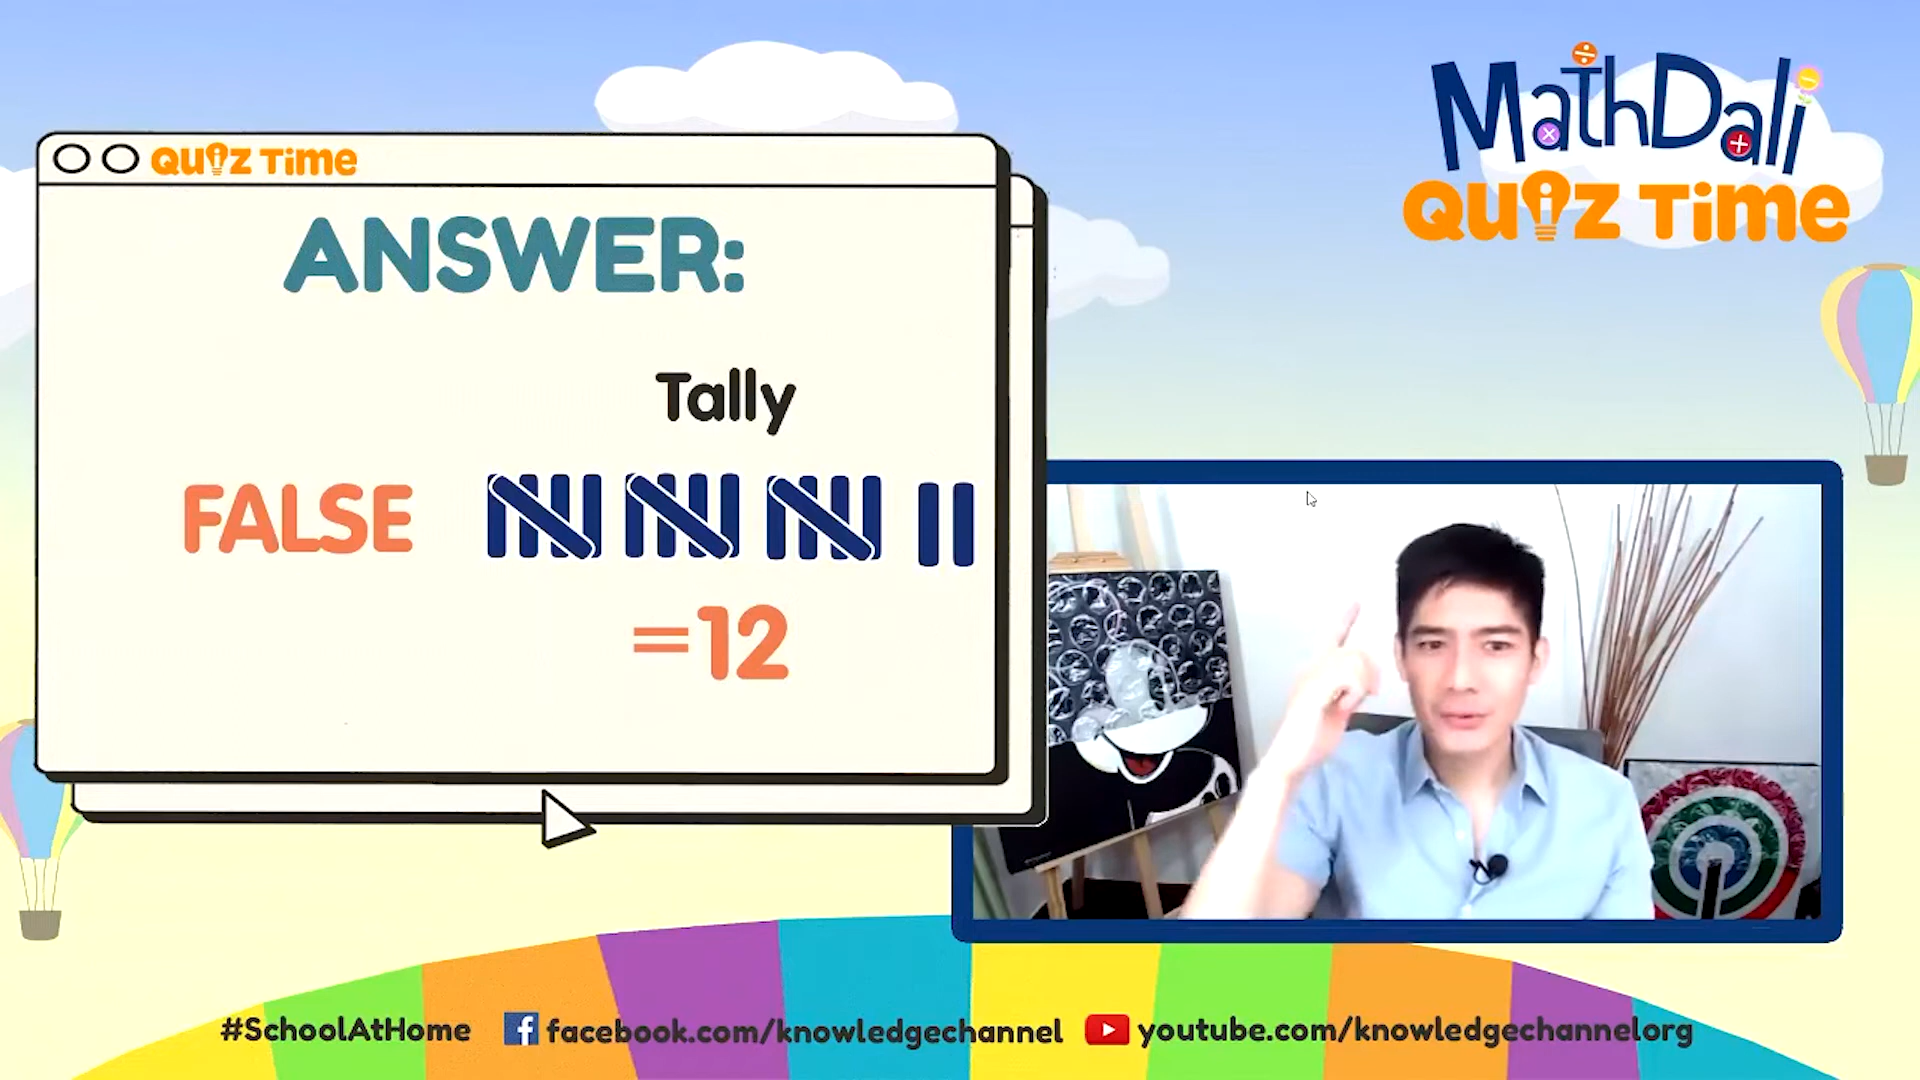 MathDali
QUIZ TIME
QUIZ TIME
ANSWER:
Tally
FALSE
=12
#SchoolAtHome facebook.com/knowledgechannel youtube.com/knowledgechannelorg